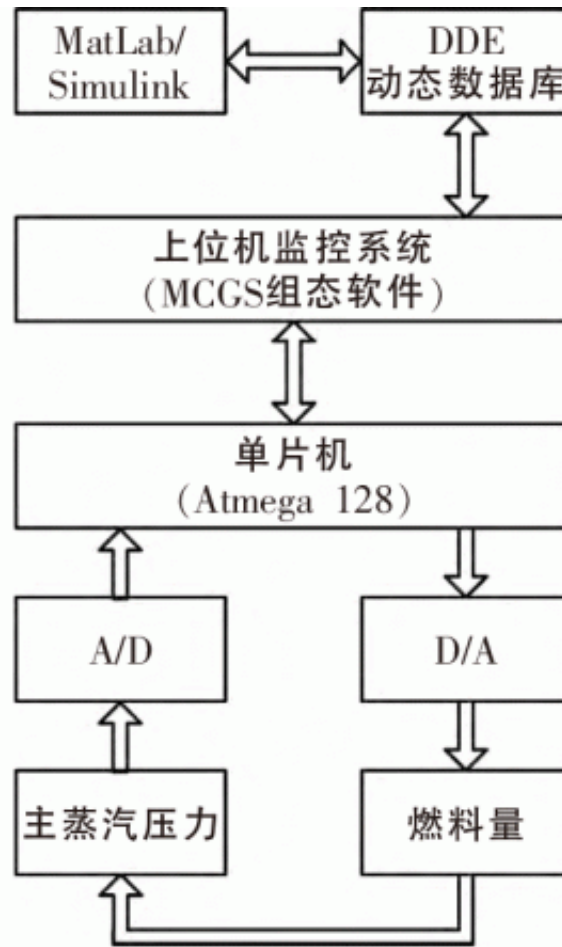 MatLab/
Simulink
DDE
动态数据库
上位机监控系统
(MCGS组态软件)
单片机
(Atmega 128)
A/D
D/A
主蒸汽压力
燃料量